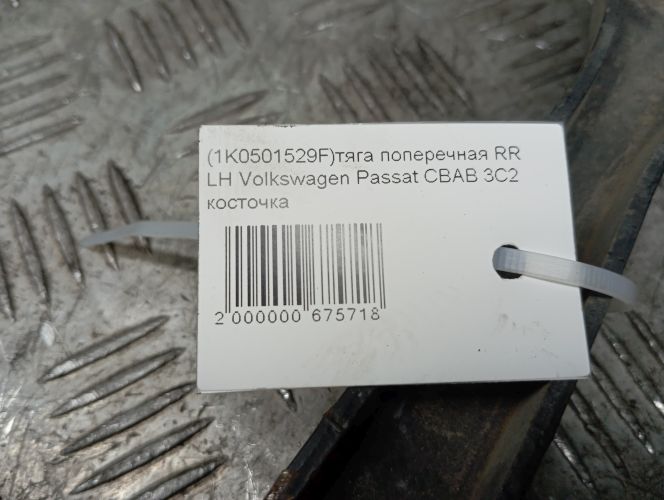 (1K0501529F)тяга поперечная RR
LH Volkswagen Passat CBAB 3C2
косточка
2 000000 675718